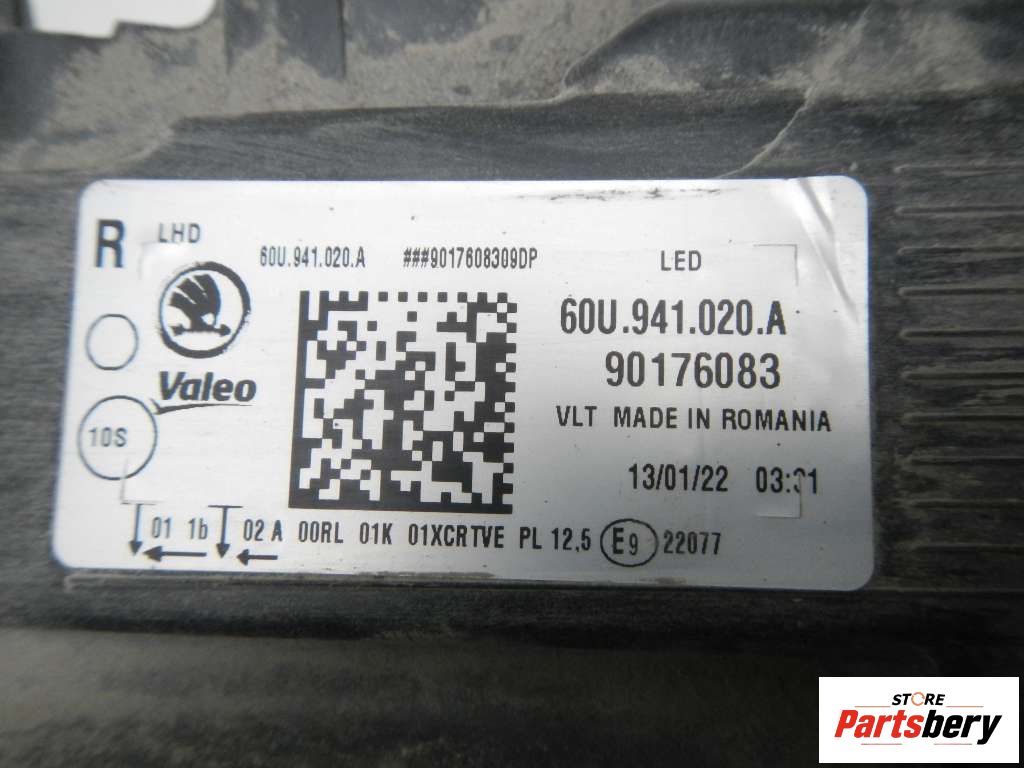 R LHD
60U.941.020.A ###9017608309DP LED
60U.941.020.A
90176083
Valeo
VLT MADE IN ROMANIA
10S
13/01/22
01 1b 02 A 00RL 01K 01XCRTVE PL 12,5 E9 22077
STORE
Partsbery